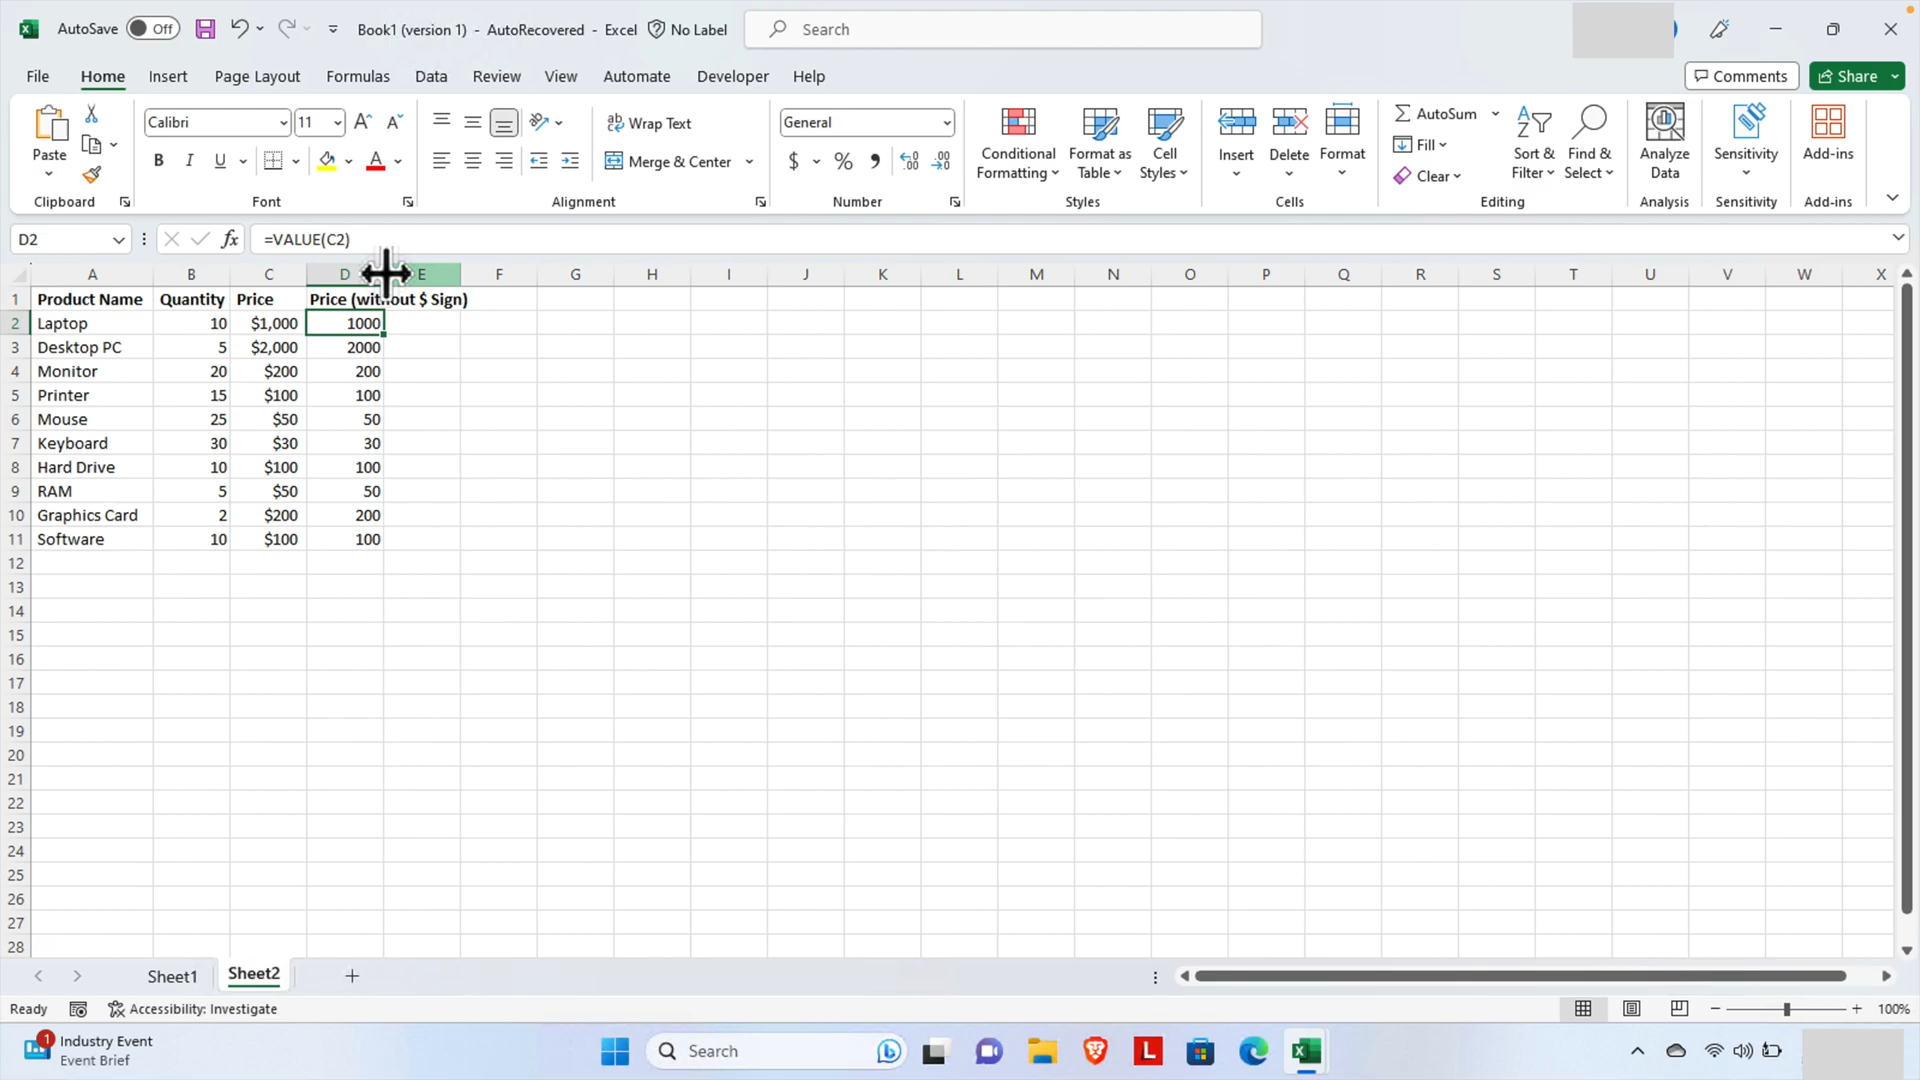 AutoSave Off Book1 (version 1) - AutoRecovered - Excel No Label Search
File Home Insert Page Layout Formulas Data Review View Automate Developer Help Comments Share
Calibri 11 Wrap Text General AutoSum
Paste Conditional Formatting Format as Table Cell Styles Insert Delete Format Fill Sort & Filter Find & Select Analyze Data Sensitivity Add-ins
B I U A Merge & Center $ % , Clear
Clipboard Font Alignment Number Styles Cells Editing Analysis Sensitivity Add-ins
D2 fx =VALUE(C2)
A B C D E F G H I J K L M N O P Q R S T U V W X
1 Product Name Quantity Price Price (without $ Sign)
2 Laptop 10 $1,000 1000
3 Desktop PC 5 $2,000 2000
4 Monitor 20 $200 200
5 Printer 15 $100 100
6 Mouse 25 $50 50
7 Keyboard 30 $30 30
8 Hard Drive 10 $100 100
9 RAM 5 $50 50
10 Graphics Card 2 $200 200
11 Software 10 $100 100
12
13
14
15
16
17
18
19
20
21
22
23
24
25
26
27
28
Sheet1 Sheet2
Ready Accessibility: Investigate 100%
1 Industry Event
Event Brief
Search L